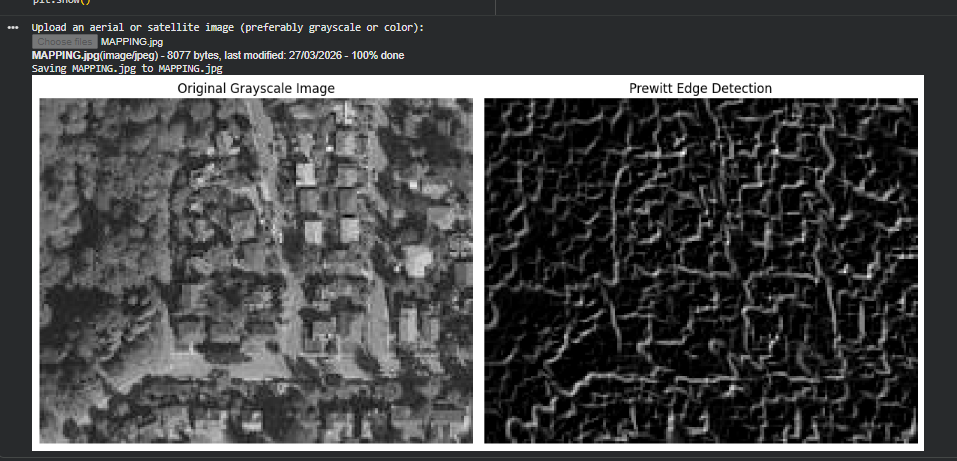 plt.show()
Upload an aerial or satellite image (preferably grayscale or color):
Choose files MAPPING.jpg
MAPPING.jpg(image/jpeg) - 8077 bytes, last modified: 27/03/2026 - 100% done
Saving MAPPING.jpg to MAPPING.jpg
Original Grayscale Image
Prewitt Edge Detection